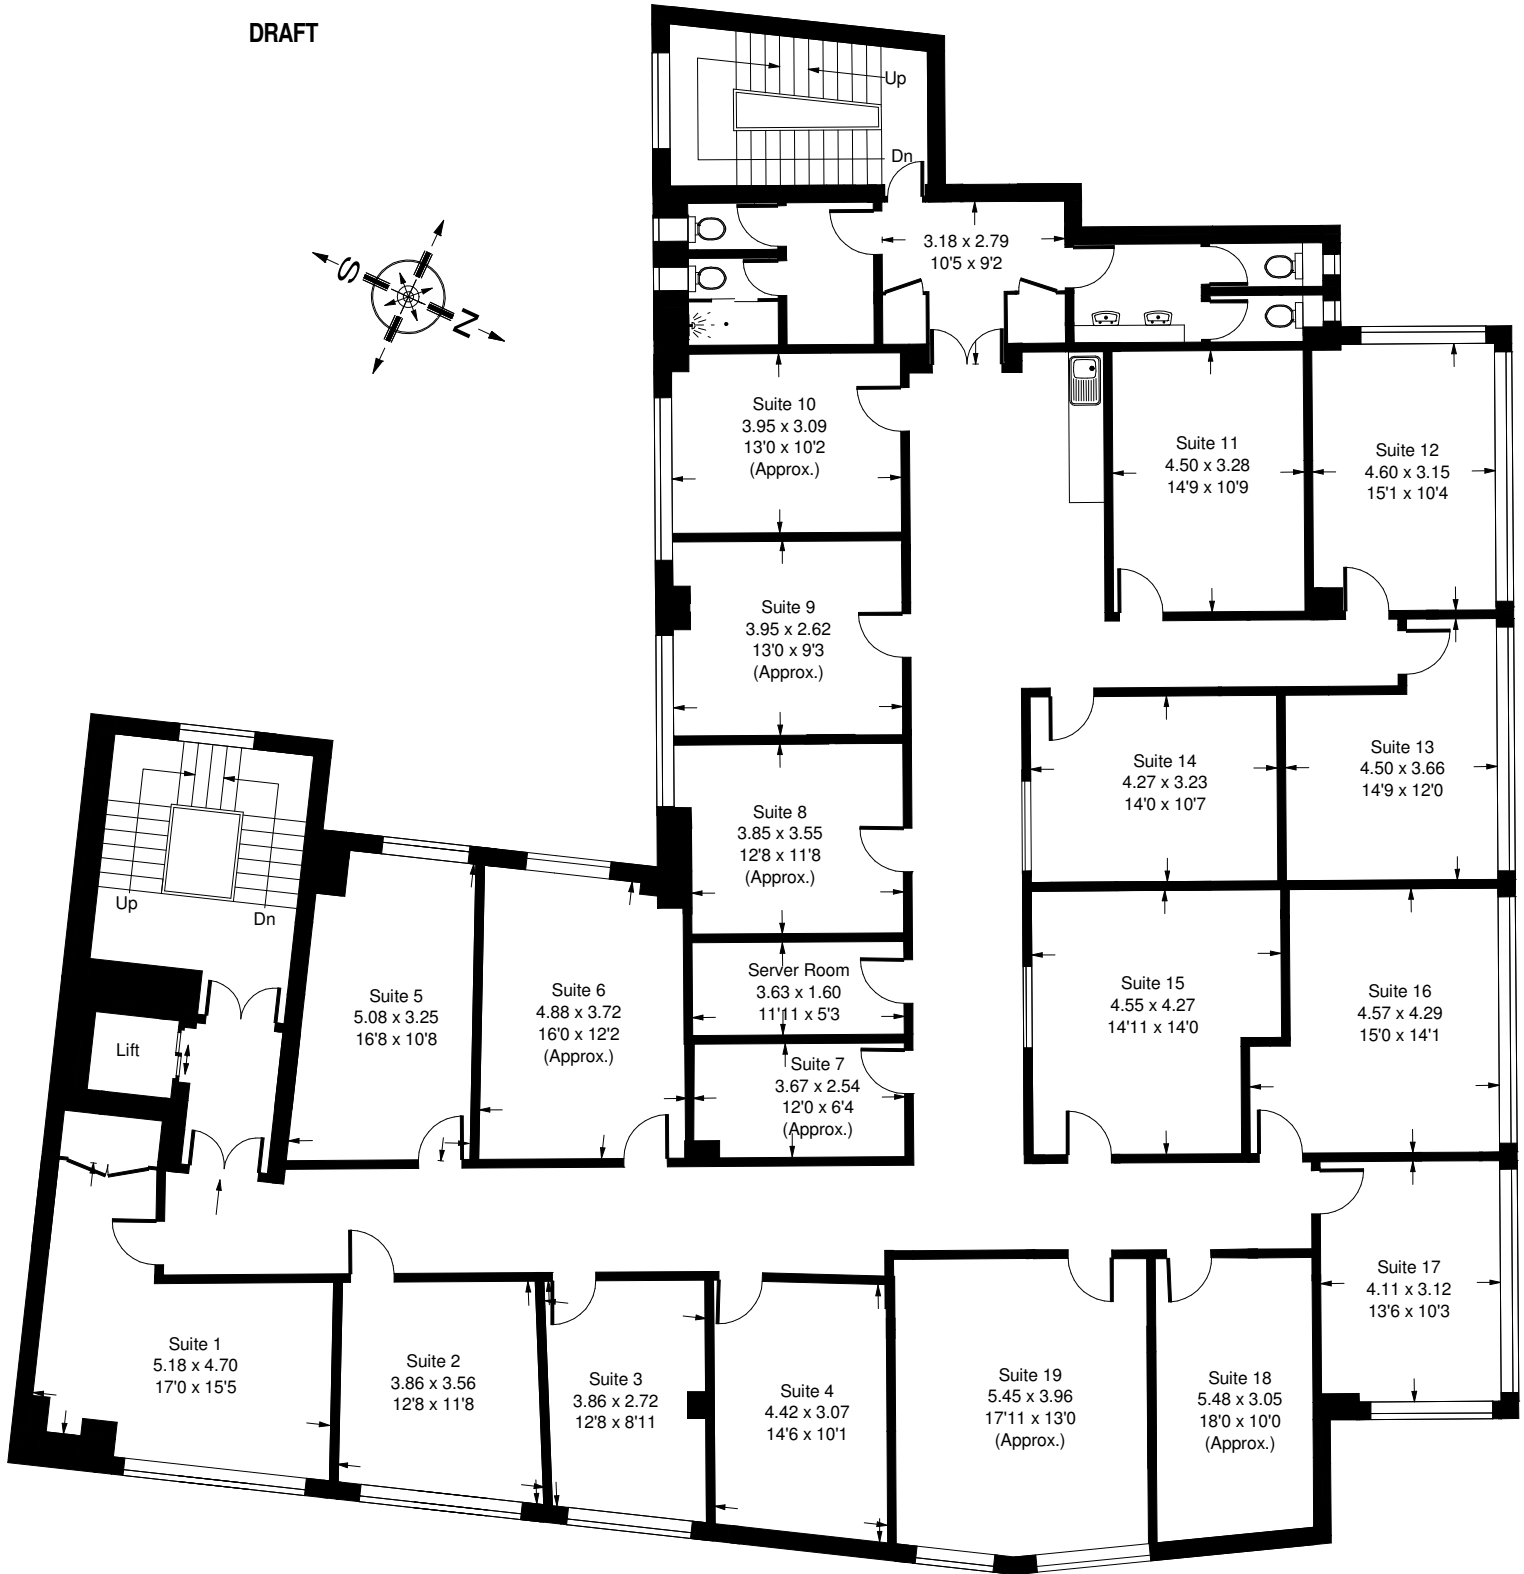 DRAFT
Up
Dn
S
N
3.18 x 2.79
10'5 x 9'2
Suite 10
3.95 x 3.09
13'0 x 10'2
(Approx.)
Suite 11
4.50 x 3.28
14'9 x 10'9
Suite 12
4.60 x 3.15
15'1 x 10'4
Suite 9
3.95 x 2.62
13'0 x 9'3
(Approx.)
Suite 14
4.27 x 3.23
14'0 x 10'7
Suite 13
4.50 x 3.66
14'9 x 12'0
Suite 8
3.85 x 3.55
12'8 x 11'8
(Approx.)
Up
Dn
Server Room
3.63 x 1.60
11'11 x 5'3
Suite 5
5.08 x 3.25
16'8 x 10'8
Suite 6
4.88 x 3.72
16'0 x 12'2
(Approx.)
Suite 15
4.55 x 4.27
14'11 x 14'0
Suite 16
4.57 x 4.29
15'0 x 14'1
Lift
Suite 7
3.67 x 2.54
12'0 x 6'4
(Approx.)
Suite 17
4.11 x 3.12
13'6 x 10'3
Suite 1
5.18 x 4.70
17'0 x 15'5
Suite 2
3.86 x 3.56
12'8 x 11'8
Suite 3
3.86 x 2.72
12'8 x 8'11
Suite 4
4.42 x 3.07
14'6 x 10'1
Suite 19
5.45 x 3.96
17'11 x 13'0
(Approx.)
Suite 18
5.48 x 3.05
18'0 x 10'0
(Approx.)